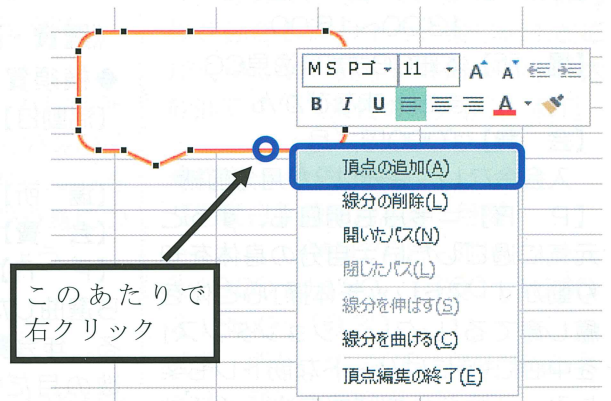 MS Pゴ 11 A A
B I U A
頂点の追加(A)
線分の削除(L)
開いたパス(N)
閉じたパス(L)
線分を伸ばす(S)
線分を曲げる(C)
頂点編集の終了(E)
このあたりで
右クリック